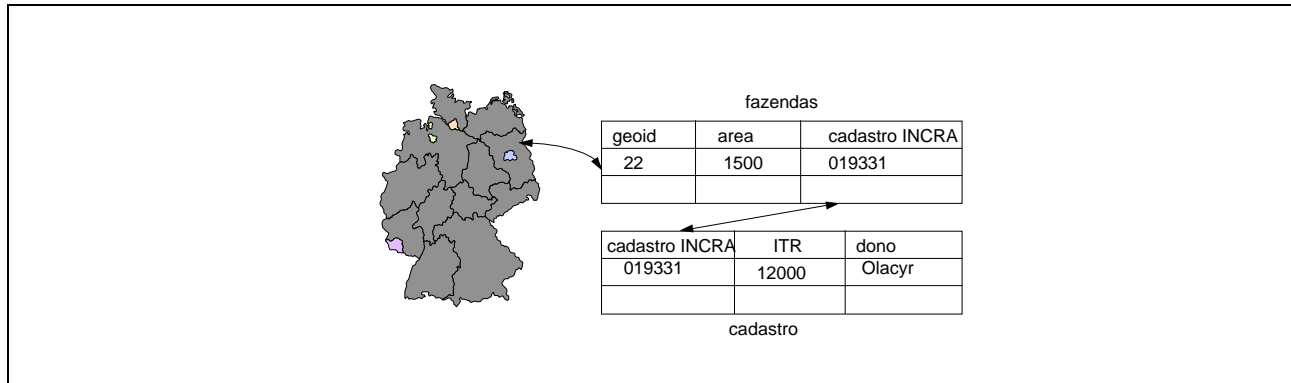 fazendas
geoid area cadastro INCRA
22 1500 019331
cadastro INCRA ITR dono
019331 12000 Olacyr
cadastro